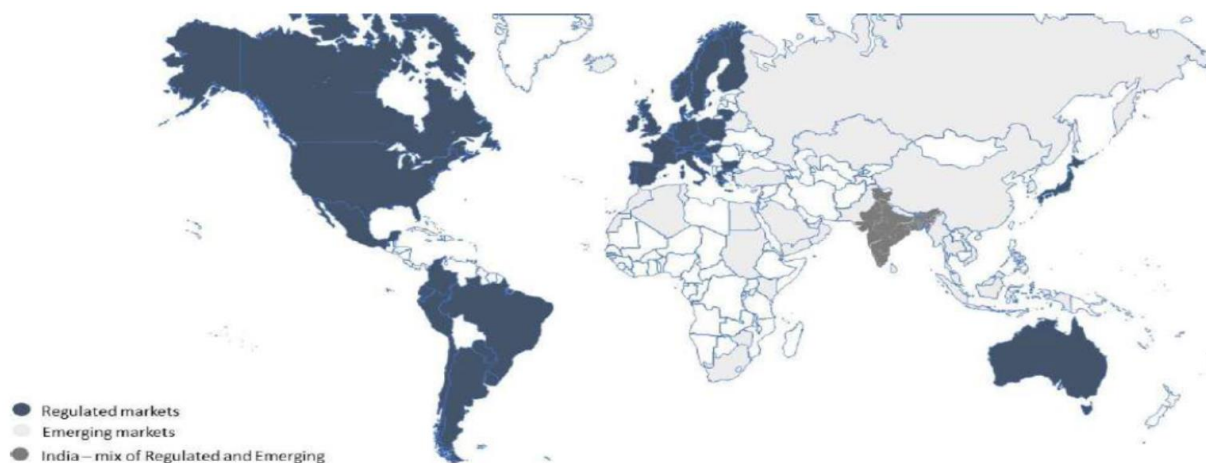 Regulated markets
Emerging markets
India – mix of Regulated and Emerging